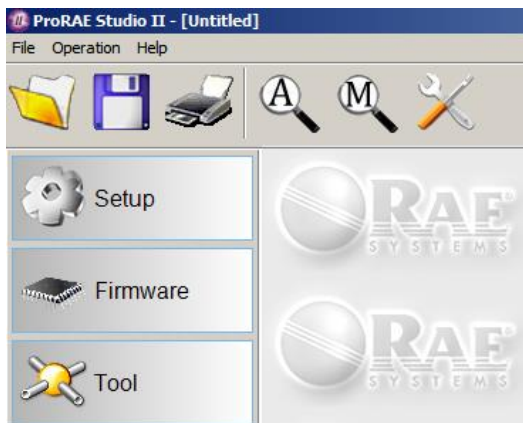 ProRAE Studio II - [Untitled]
File Operation Help
A M
Setup
Firmware
Tool
RAE
SYSTEMS
RAE
SYSTEMS